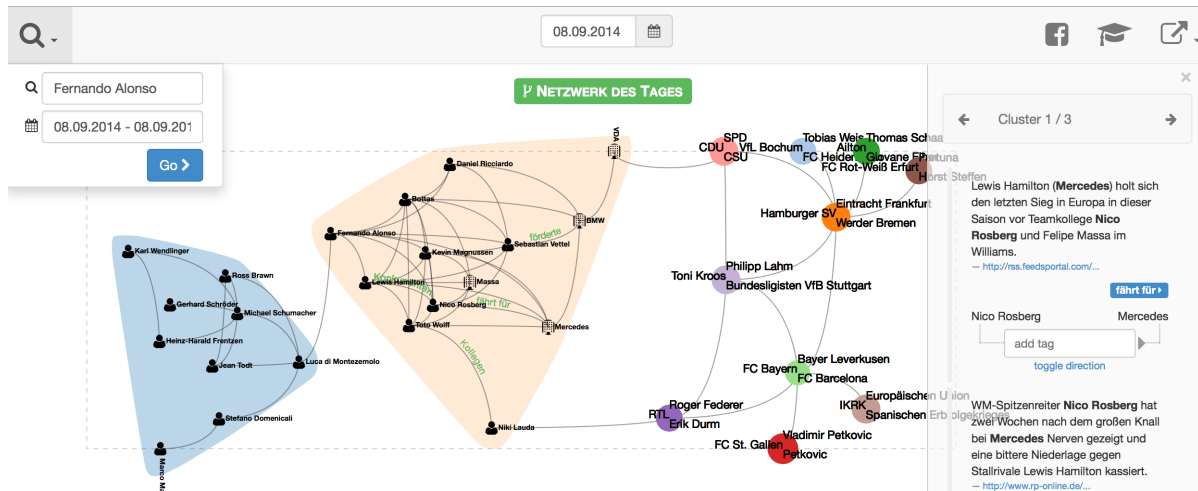 08.09.2014
Fernando Alonso
08.09.2014 - 08.09.201
Go
NETZWERK DES TAGES
Cluster 1 / 3
VDA
SPD
CDU
CSU
VfL Bochum
Tobias Weis
Thomas Schaa
Ailton
FC Heiden
Giovane
FC Rot-Weiß Erfurt
Horst Steffen
Eintracht Frankfurt
Hamburger SV
Werder Bremen
Philipp Lahm
Toni Kroos
Bundesligisten VfB Stuttgart
Bayer Leverkusen
FC Bayern
FC Barcelona
Europäischen Union
IKRK
Spanischen
Roger Federer
RTL
Erik Durm
Vladimir Petkovic
FC St. Gallen
Petkovic
Daniel Ricciardo
Bottas
BMW
Fernando Alonso
förderte
Sebastian Vettel
Kevin Magnussen
Lewis Hamilton
Massa
Nico Rosberg
fährt für
Toto Wolff
Mercedes
Kollegen
Niki Lauda
Karl Wendlinger
Ross Brawn
Gerhard Schröder
Michael Schumacher
Heinz-Harald Frentzen
Jean Todt
Luca di Montezemolo
Stefano Domenicali
Marco Ma
Lewis Hamilton (Mercedes) holt sich
den letzten Sieg in Europa in dieser
Saison vor Teamkollege Nico
Rosberg und Felipe Massa im
Williams.
— http://rss.feedsportal.com/...
fährt für
Nico Rosberg Mercedes
add tag
toggle direction
WM-Spitzenreiter Nico Rosberg hat
zwei Wochen nach dem großen Knall
bei Mercedes Nerven gezeigt und
eine bittere Niederlage gegen
Stallrivale Lewis Hamilton kassiert.
— http://www.rp-online.de/...